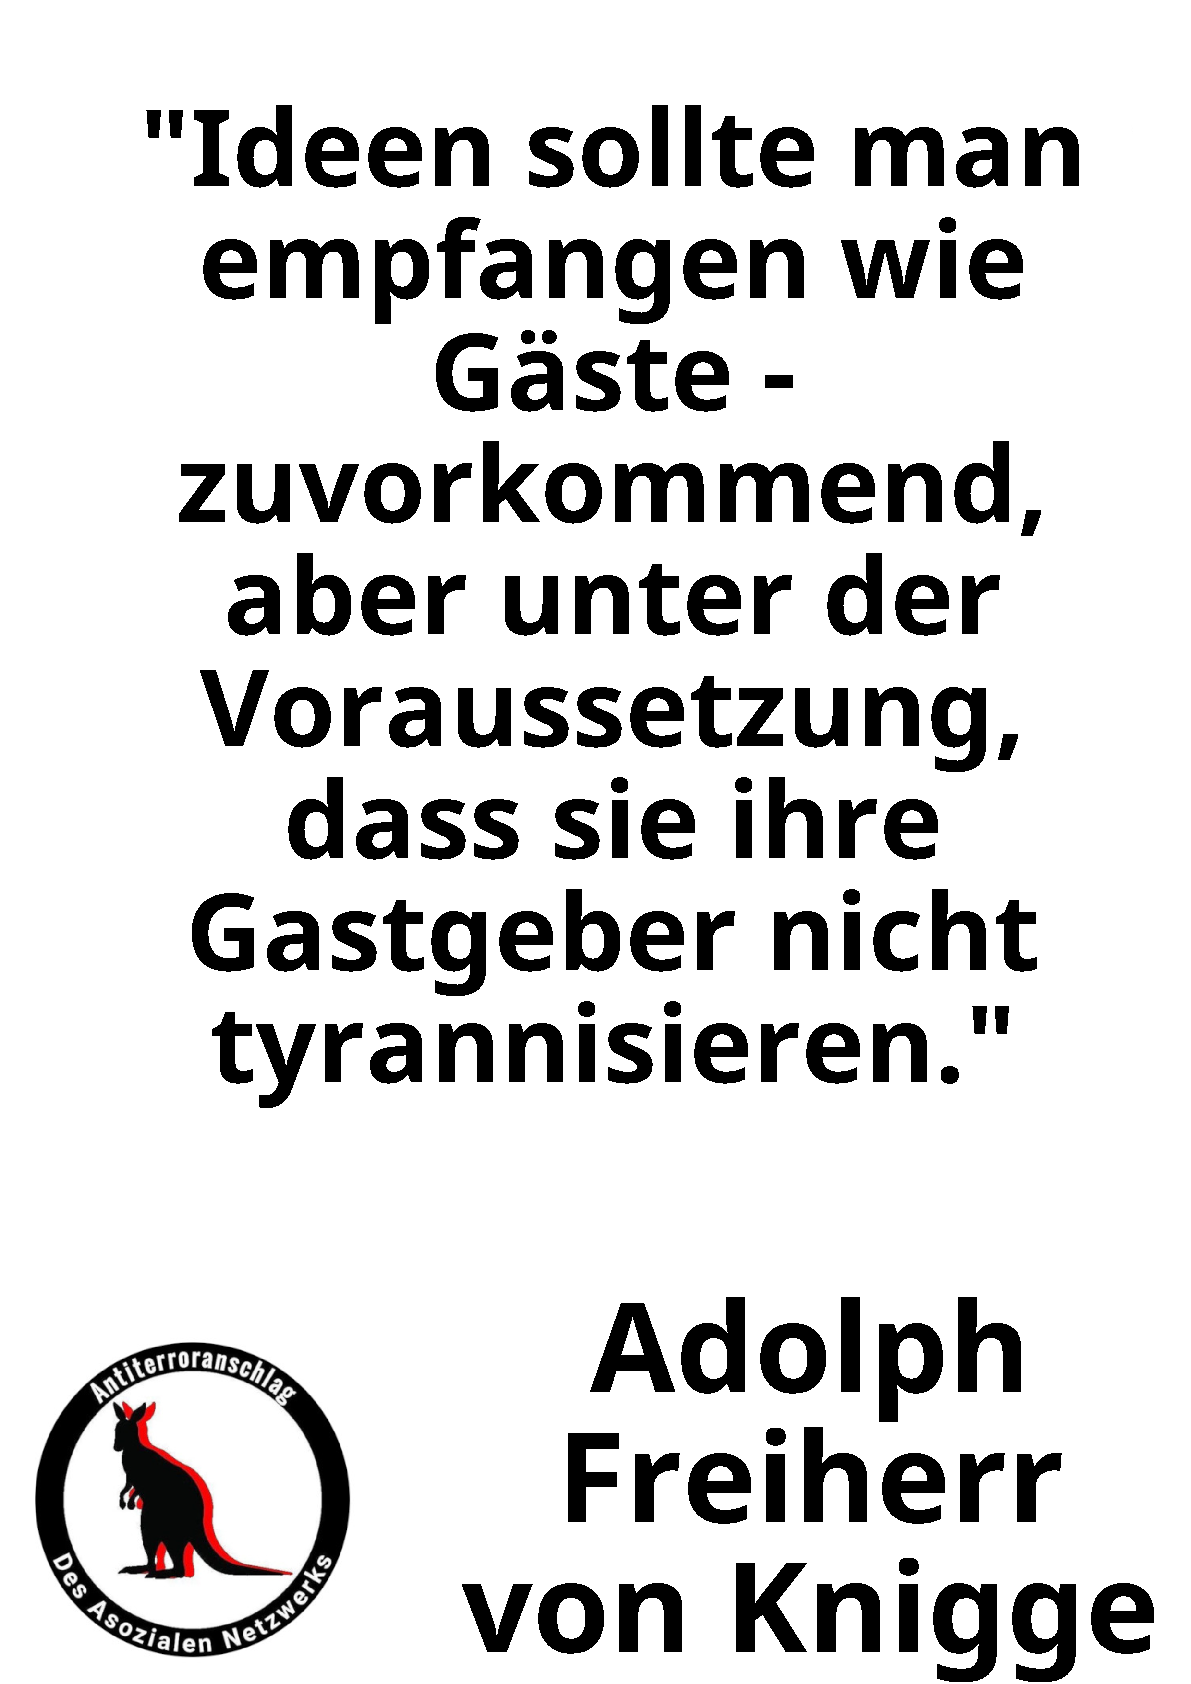 "Ideen sollte man
empfangen wie
Gäste -
zuvorkommend,
aber unter der
Voraussetzung,
dass sie ihre
Gastgeber nicht
tyrannisieren."
Adolph
Freiherr
von Knigge
Antiterroranschlag
Des Asozialen Netzwerks